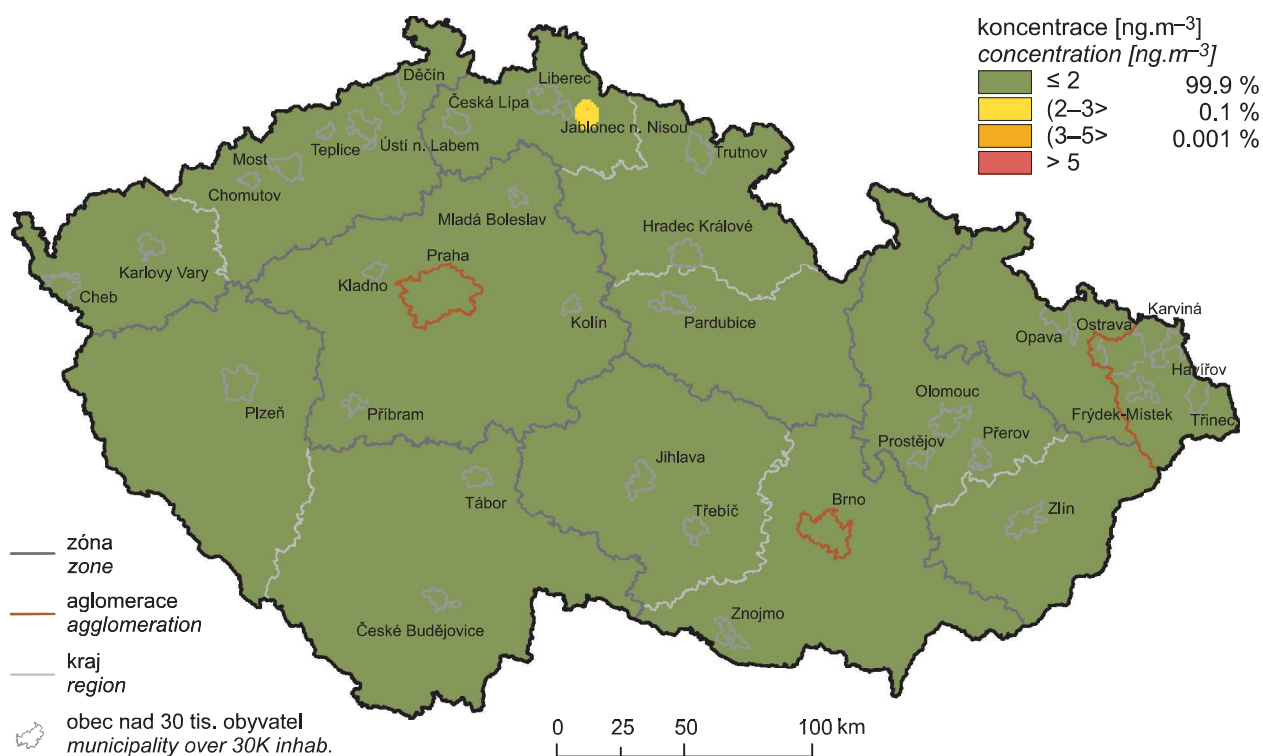 koncentrace [ng.m–3]
concentration [ng.m–3]
≤ 2 99.9 %
(2–3> 0.1 %
(3–5> 0.001 %
> 5
Děčín
Liberec
Česká Lípa
Jablonec n. Nisou
Ústí n. Labem
Teplice
Most
Trutnov
Chomutov
Mladá Boleslav
Hradec Králové
Karlovy Vary
Praha
Kladno
Cheb
Kolín
Pardubice
Karviná
Ostrava
Opava
Havířov
Olomouc
Frýdek-Místek
Třinec
Plzeň
Příbram
Prostějov
Přerov
Jihlava
Tábor
Třebíč
Brno
Zlín
České Budějovice
Znojmo
zóna
zone
aglomerace
agglomeration
kraj
region
obec nad 30 tis. obyvatel
municipality over 30K inhab.
0 25 50 100 km